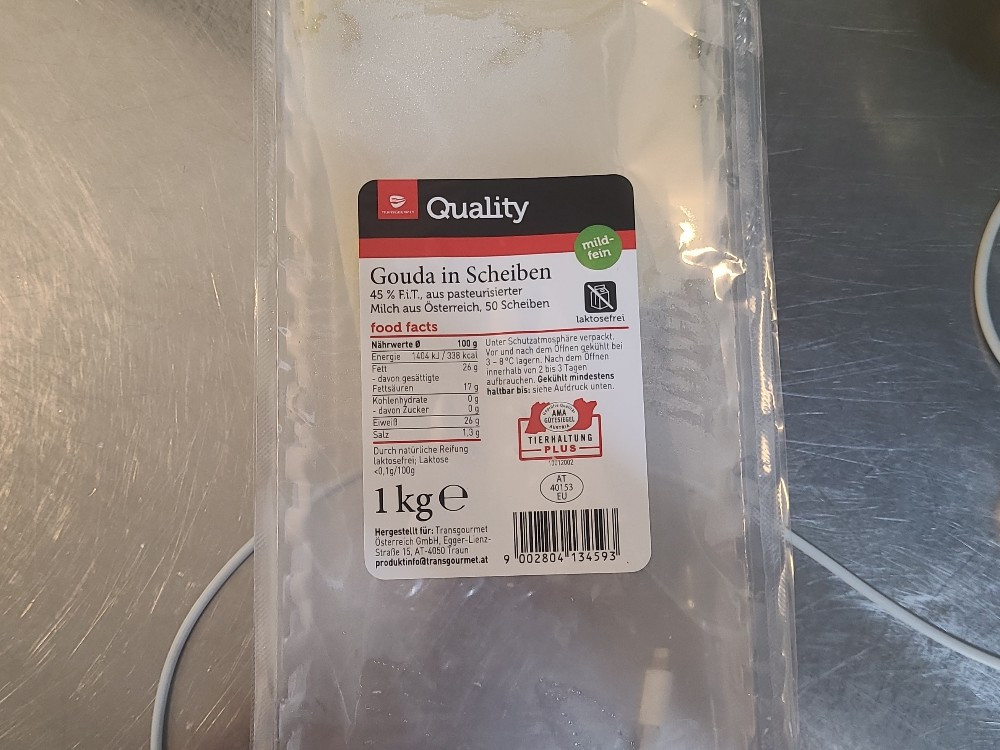 TRANSGOURMET
Quality
mild-
fein
Gouda in Scheiben
45 % F.i.T., aus pasteurisierter
Milch aus Österreich, 50 Scheiben
laktosefrei
food facts
Nährwerte Ø 100 g
Energie 1404 kJ / 338 kcal
Fett 26 g
- davon gesättigte
Fettsäuren 17 g
Kohlenhydrate 0 g
- davon Zucker 0 g
Eiweiß 26 g
Salz 1,3 g
Durch natürliche Reifung
laktosefrei; Laktose
<0,1g/100g
Unter Schutzatmosphäre verpackt.
Vor und nach dem Öffnen gekühlt bei
3 - 8 °C lagern. Nach dem Öffnen
innerhalb von 2 bis 3 Tagen
aufbrauchen. Gekühlt mindestens
haltbar bis: siehe Aufdruck unten.
AMA
GÜTESIEGEL
AUSTRIA
TIERHALTUNG
PLUS
AT
40153
EU
1 kg e
Hergestellt für: Transgourmet
Österreich GmbH, Egger-Lienz-
Straße 15, AT-4050 Traun
produktinfo@transgourmet.at
9 002804 134593